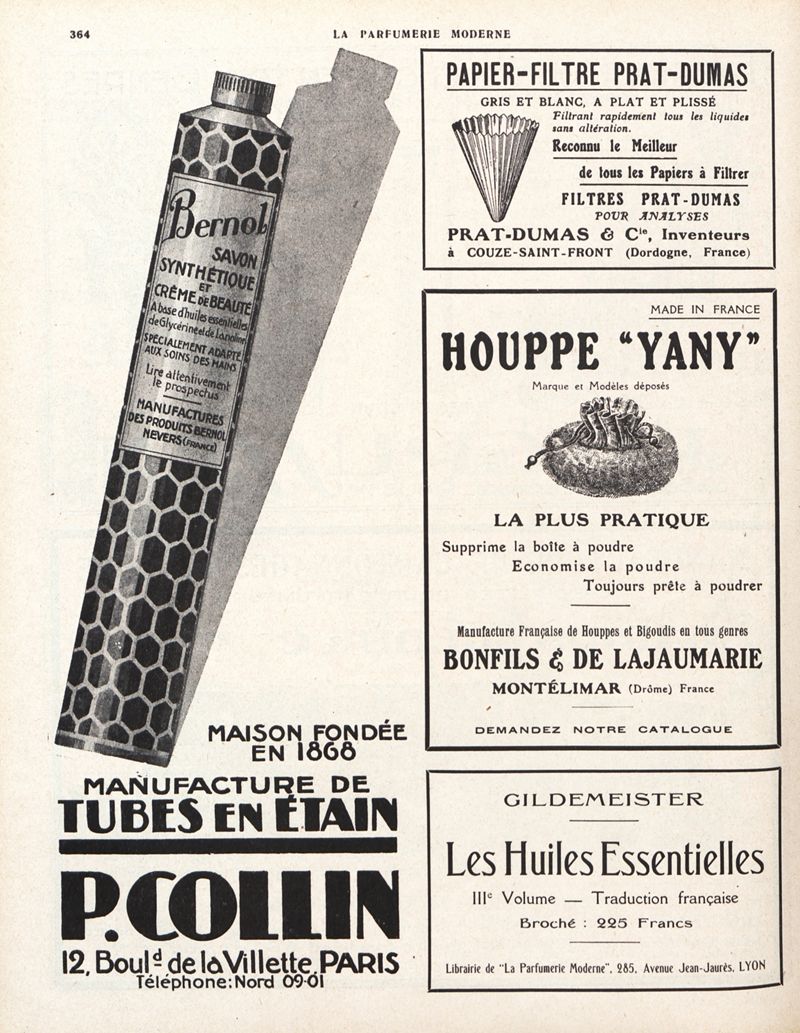 364
LA PARFUMERIE MODERNE
Bernol
SAVON
SYNTHÉTIQUE
ET
CRÈME DE BEAUTÉ
A base d'huiles essentielles
de Glycérine et de Lanoline
SPÉCIALEMENT ADAPTÉ
AUX SOINS DES MAINS
Lire attentivement
le prospectus
MANUFACTURES
DES PRODUITS BERNOL
NEVERS (FRANCE)
MAISON FONDÉE
EN 1868
MANUFACTURE DE
TUBES EN ÉTAIN
P. COLLIN
12, Boulᵈ de la Villette, PARIS
Téléphone: Nord 09-01
PAPIER-FILTRE PRAT-DUMAS
GRIS ET BLANC, A PLAT ET PLISSÉ
Filtrant rapidement tous les liquides
sans altération.
Reconnu le Meilleur
de tous les Papiers à Filtrer
FILTRES PRAT-DUMAS
POUR ANALYSES
PRAT-DUMAS & Cie, Inventeurs
à COUZE-SAINT-FRONT (Dordogne, France)
MADE IN FRANCE
HOUPPE "YANY"
Marque et Modèles déposés
LA PLUS PRATIQUE
Supprime la boîte à poudre
Economise la poudre
Toujours prête à poudrer
Manufacture Française de Houppes et Bigoudis en tous genres
BONFILS & DE LAJAUMARIE
MONTÉLIMAR (Drôme) France
DEMANDEZ NOTRE CATALOGUE
GILDEMEISTER
Les Huiles Essentielles
IIIᵉ Volume — Traduction française
Broché : 225 Francs
Librairie de "La Parfumerie Moderne", 285, Avenue Jean-Jaurès, LYON